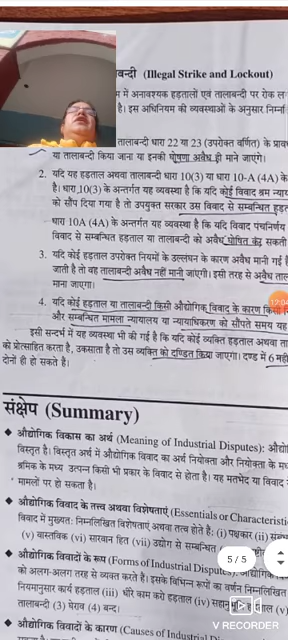 वन्दी (Illegal Strike and Lockout)
म में अनावश्यक हड़तालों एवं तालाबन्दी पर रोक ल
है। इस अधिनियम की व्यवस्थाओं के अनुसार निम्नां
तालाबन्दी धारा 22 या 23 (उपरोक्त वर्णित) के प्राव
या तालाबन्दी किया जाना या इनकी घोषणा अवैध ही माने जाएंगे।
2. यदि यह हड़ताल अथवा तालाबन्दी धारा 10(3) या धारा 10-A (4A) के
है। धारा 10(3) के अन्तर्गत यह व्यवस्था है कि यदि कोई विवाद श्रम न्याय
को सौंप दिया गया है तो उपयुक्त सरकार उस विवाद से सम्बन्धित हड़त
धारा 10A (4A) के अन्तर्गत यह व्यवस्था है कि यदि विवाद पंचनिर्णय
विवाद से सम्बन्धित हड़ताल या तालाबन्दी को अवैध घोषित कर सकती
3. यदि कोई हड़ताल उपरोक्त नियमों के उल्लंघन के कारण अवैध मानी गई है
जाती है तो वह तालाबन्दी अवैध नहीं मानी जाएगी। इसी तरह से अवैध ताल
माना जाएगा।
12:04
4. यदि कोई हड़ताल या तालाबन्दी किसी औद्योगिक विवाद के कारण किसी
और सम्बन्धित मामला न्यायालय या न्यायाधिकरण को सौंपते समय यह
इसी सन्दर्भ में यह व्यवस्था भी की गई है कि यदि कोई व्यक्ति हड़ताल अथवा ता
को प्रोत्साहित करता है, उकसाता है तो उस व्यक्ति को दण्डित किया जाएगा। दण्ड में 6 मही
दोनों ही हो सकते है।
संक्षेप (Summary)
◆ औद्योगिक विकास का अर्थ (Meaning of Industrial Disputes): औद्यो
विस्तृत है। विस्तृत अर्थ में औद्योगिक विवाद का अर्थ नियोक्ता और नियोक्ता के मध
श्रमिक के मध्य उत्पन्न किसी भी प्रकार के विवाद से होता है। यह मतभेद या विवाद
मामलों पर हो सकता है।
◆ औद्योगिक विवाद के तत्त्व अथवा विशेषताएं (Essentials or Characteristi
विवाद में मुख्यत: निम्नलिखित विशेषताएं अथवा तत्व होते है: (i) पक्षकार (ii) सं
(v) वास्तविक (vi) सारवान हित (vii) उद्योग से सम्बन्धित
5 / 5
◆ औद्योगिक विवादों के रूप (Forms of Industrial Disputes): औद्योगिक वि
को अलग-अलग तरह से व्यक्त करते है। इसके विभिन्न रूपों का वर्णन निम्नलिखित
नियमानुसार कार्य हड़ताल (iii) धीरे काम करो हड़ताल (iv) सहानुभूति हड़ताल (v)
तालाबन्दी (3) घेराव (4) बन्द।
◆ औद्योगिक विवादों के कारण (Causes of Industrial Di
V RECORDER